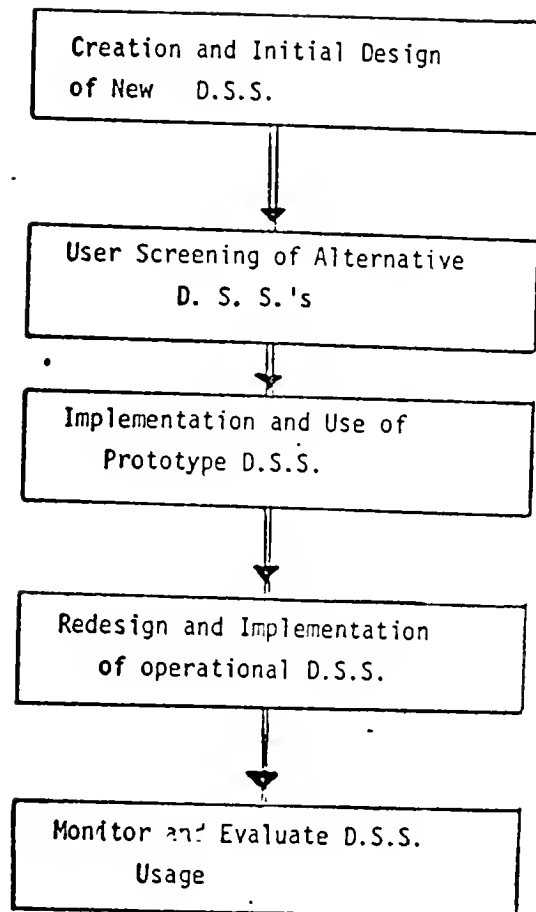 Creation and Initial Design
of New D.S.S.
User Screening of Alternative
D. S. S.'s
Implementation and Use of
Prototype D.S.S.
Redesign and Implementation
of operational D.S.S.
Monitor and Evaluate D.S.S.
Usage